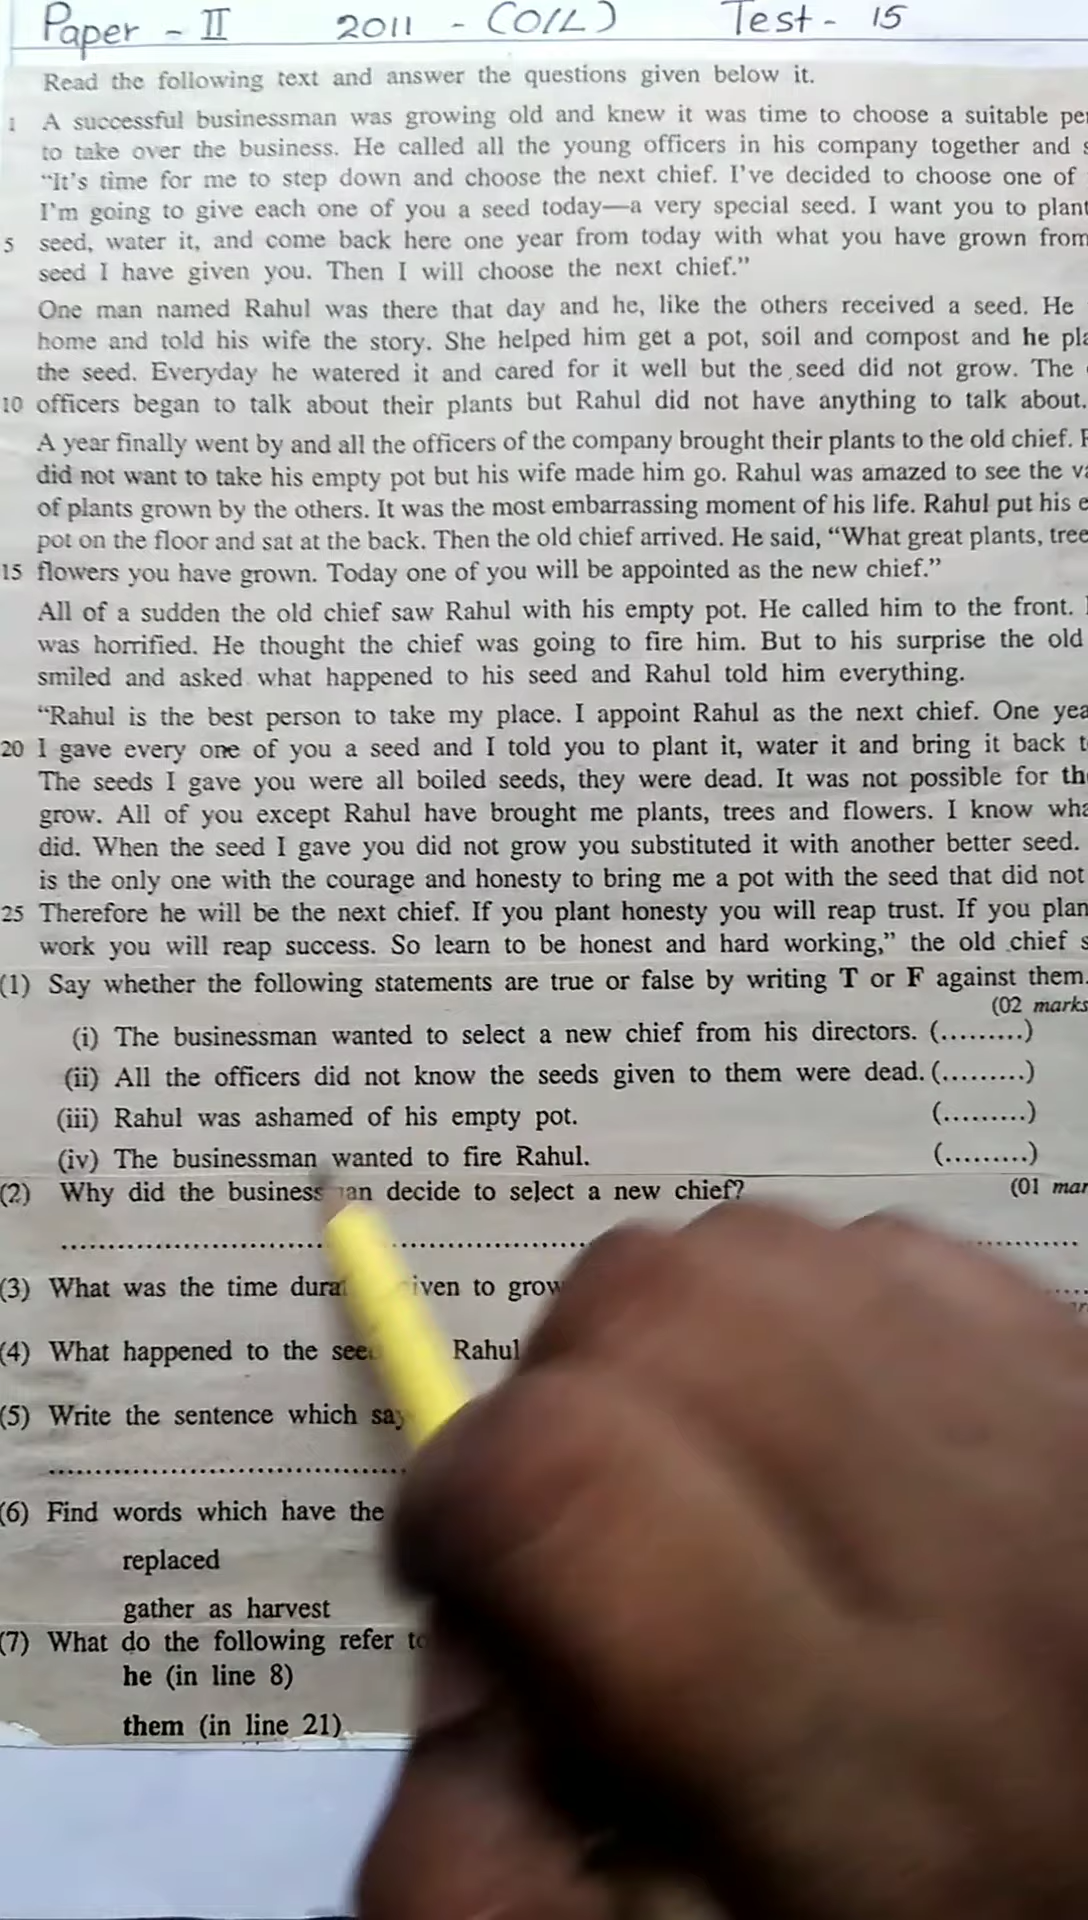 Paper - II 2011 - (O/L) Test - 15
Read the following text and answer the questions given below it.
1 A successful businessman was growing old and knew it was time to choose a suitable
to take over the business. He called all the young officers in his company together and
“It's time for me to step down and choose the next chief. I've decided to choose one of
I'm going to give each one of you a seed today—a very special seed. I want you to plant
5 seed, water it, and come back here one year from today with what you have grown from
seed I have given you. Then I will choose the next chief.”
One man named Rahul was there that day and he, like the others received a seed. He
home and told his wife the story. She helped him get a pot, soil and compost and he
the seed. Everyday he watered it and cared for it well but the seed did not grow. The
10 officers began to talk about their plants but Rahul did not have anything to talk about.
A year finally went by and all the officers of the company brought their plants to the old chief.
did not want to take his empty pot but his wife made him go. Rahul was amazed to see the
of plants grown by the others. It was the most embarrassing moment of his life. Rahul put his
pot on the floor and sat at the back. Then the old chief arrived. He said, “What great plants,
15 flowers you have grown. Today one of you will be appointed as the new chief.”
All of a sudden the old chief saw Rahul with his empty pot. He called him to the front.
was horrified. He thought the chief was going to fire him. But to his surprise the old
smiled and asked what happened to his seed and Rahul told him everything.
“Rahul is the best person to take my place. I appoint Rahul as the next chief. One
20 I gave every one of you a seed and I told you to plant it, water it and bring it back
The seeds I gave you were all boiled seeds, they were dead. It was not possible for
grow. All of you except Rahul have brought me plants, trees and flowers. I know
did. When the seed I gave you did not grow you substituted it with another better seed.
is the only one with the courage and honesty to bring me a pot with the seed that did not
25 Therefore he will be the next chief. If you plant honesty you will reap trust. If you
work you will reap success. So learn to be honest and hard working,” the old chief
(1) Say whether the following statements are true or false by writing T or F against them.
(02 marks
(i) The businessman wanted to select a new chief from his directors. (.........)
(ii) All the officers did not know the seeds given to them were dead. (.........)
(iii) Rahul was ashamed of his empty pot. (.........)
(iv) The businessman wanted to fire Rahul. (.........)
(2) Why did the business an decide to select a new chief? (01 mar
(3) What was the time given to grow
(4) What happened to the Rahul
(5) Write the sentence which
(6) Find words which have the
replaced
gather as harvest
(7) What do the following refer
he (in line 8)
them (in line 21)